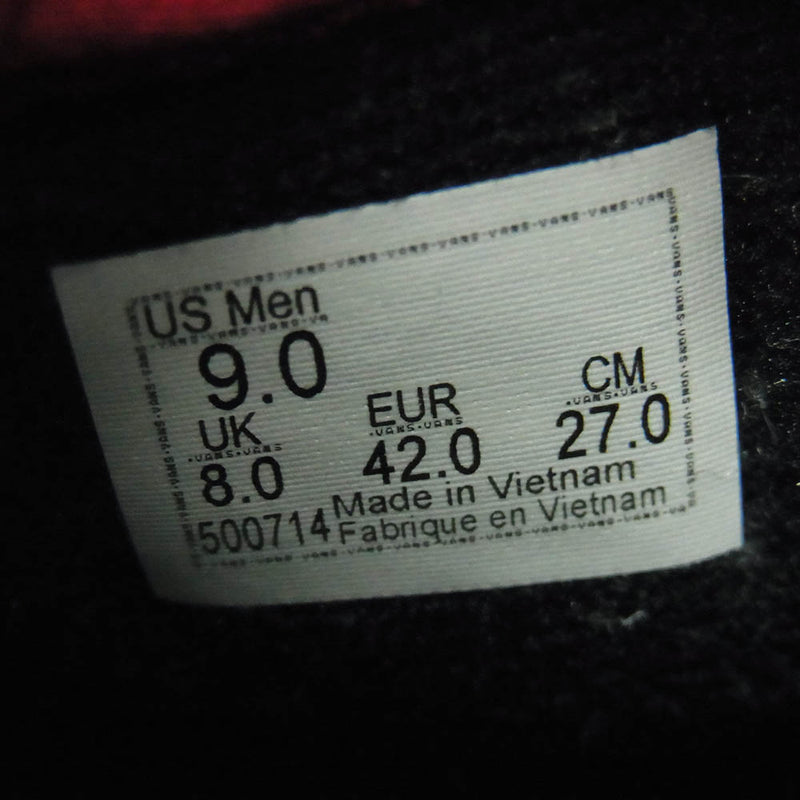 US Men
9.0
UK EUR CM
8.0 42.0 27.0
500714 Made in Vietnam
Fabrique en Vietnam